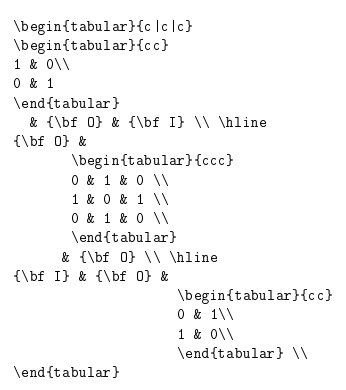 \begin{tabular}{c|c|c}
\begin{tabular}{cc}
1 & 0\\
0 & 1
\end{tabular}
  & {\bf O} & {\bf I} \\ \hline
{\bf O} &
       \begin{tabular}{ccc}
       0 & 1 & 0 \\
       1 & 0 & 1 \\
       0 & 1 & 0 \\
       \end{tabular}
      & {\bf O} \\ \hline
{\bf I} & {\bf O} &
                    \begin{tabular}{cc}
                    0 & 1\\
                    1 & 0\\
                    \end{tabular} \\
\end{tabular}